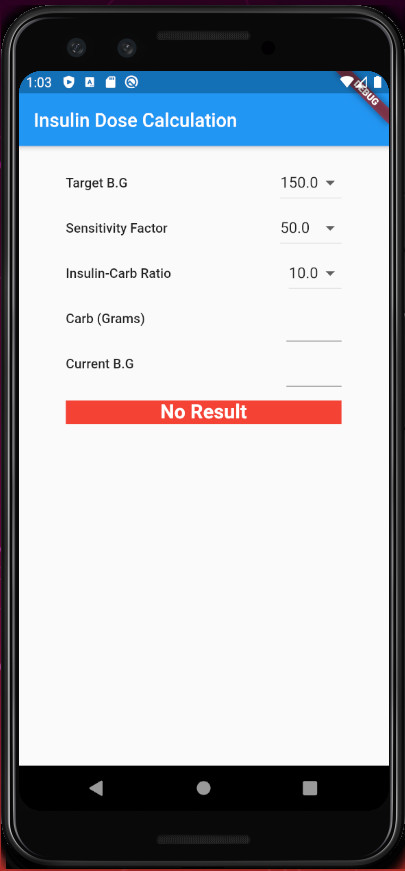 1:03
DEBUG
Insulin Dose Calculation
Target B.G 150.0
Sensitivity Factor 50.0
Insulin-Carb Ratio 10.0
Carb (Grams)
Current B.G
No Result